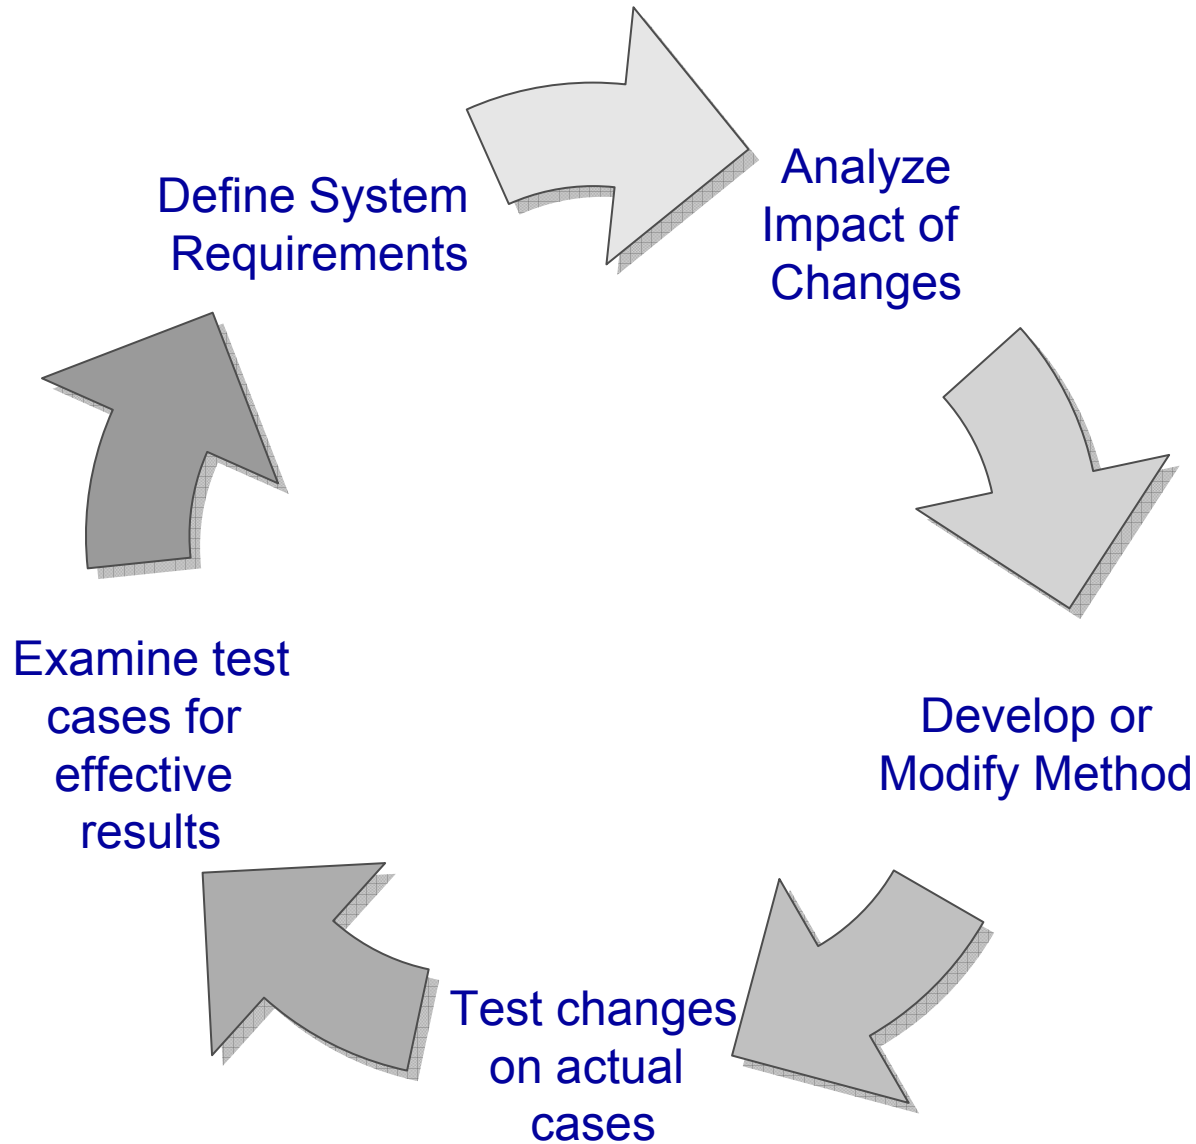 Define System
Requirements
Analyze
Impact of
Changes
Develop or
Modify Method
Test changes
on actual
cases
Examine test
cases for
effective
results